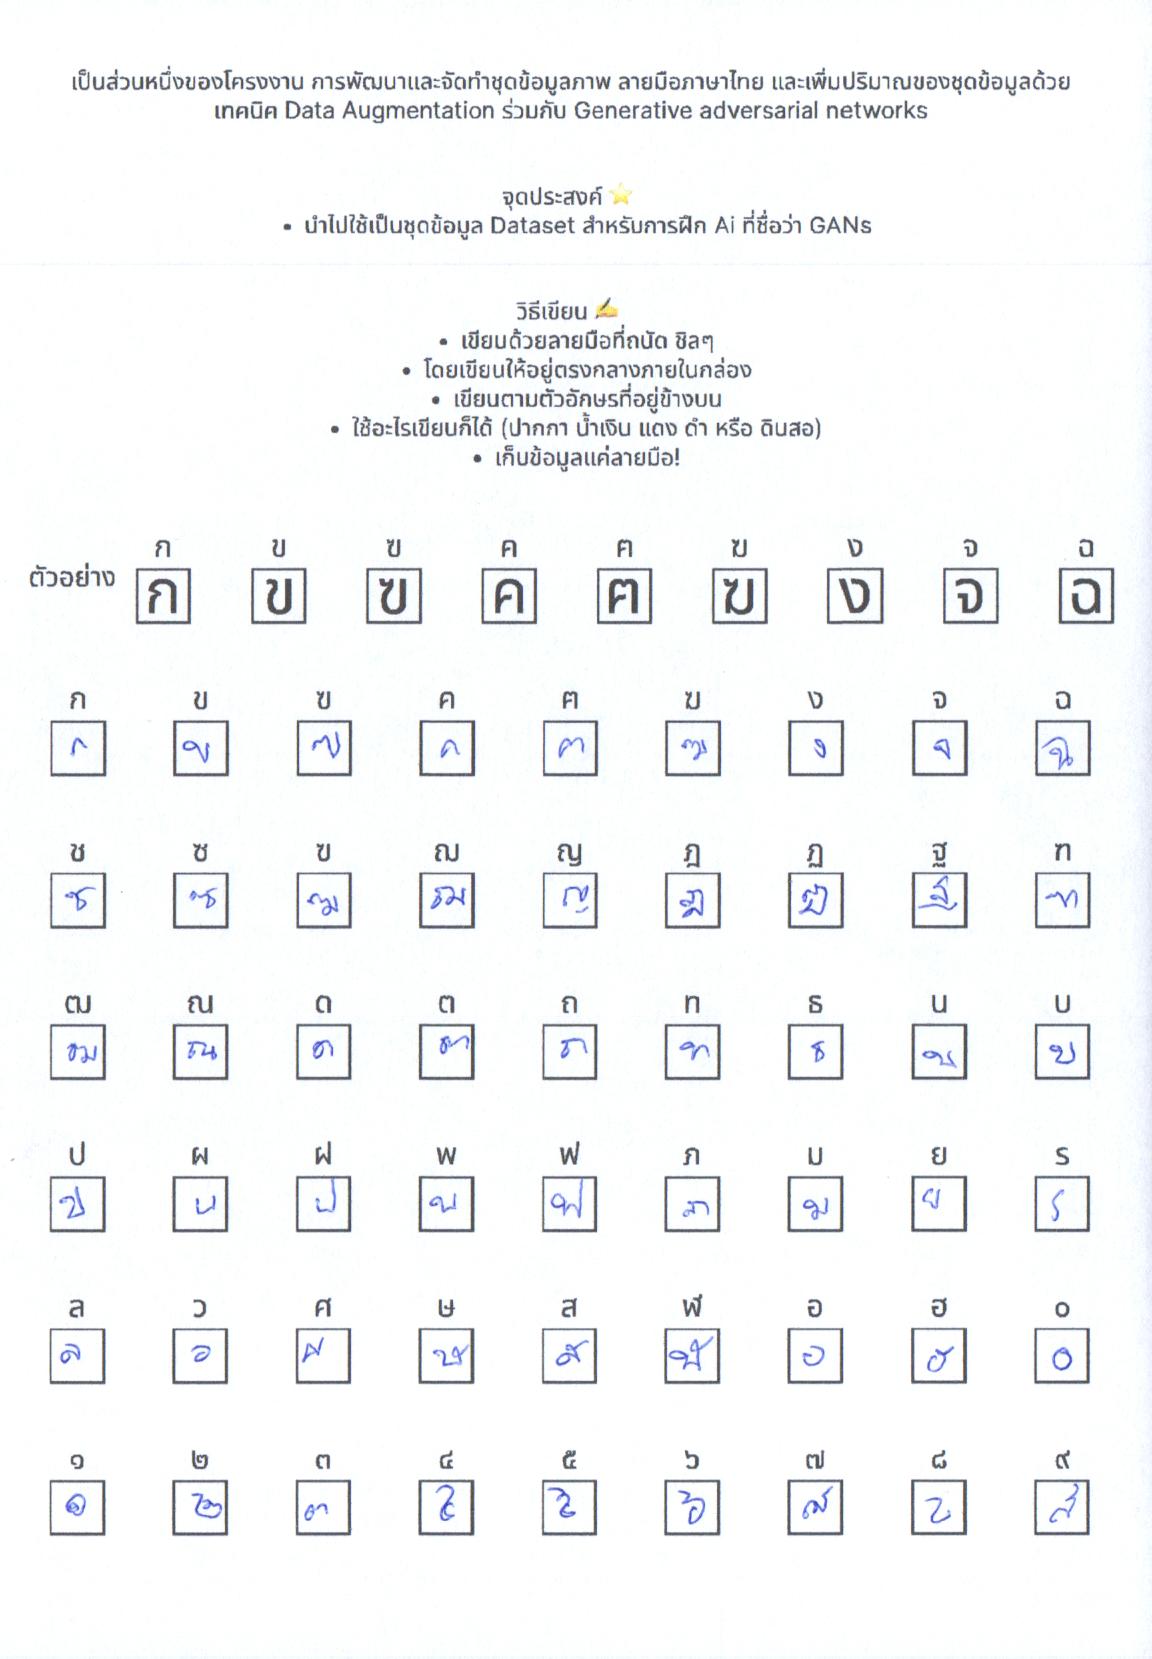 เป็นส่วนหนึ่งของโครงงาน การพัฒนาและจัดทำชุดข้อมูลภาพ ลายมือภาษาไทย และเพิ่มปริมาณของชุดข้อมูลด้วย
เทคนิค Data Augmentation ร่วมกับ Generative adversarial networks
จุดประสงค์ ⭐
• นำไปใช้เป็นชุดข้อมูล Dataset สำหรับการฝึก Ai ที่ชื่อว่า GANs
วิธีเขียน ✍
• เขียนด้วยลายมือที่ถนัด ชิลๆ
• โดยเขียนให้อยู่ตรงกลางภายในกล่อง
• เขียนตามตัวอักษรที่อยู่ข้างบน
• ใช้อะไรเขียนก็ได้ (ปากกา น้ำเงิน แดง ดำ หรือ ดินสอ)
• เก็บข้อมูลแค่ลายมือ!
ก ข ฃ ค ฅ ฆ ง จ ฉ
ตัวอย่าง ก ข ฃ ค ฅ ฆ ง จ ฉ
ก ข ฃ ค ฅ ฆ ง จ ฉ
ก ข ฃ ค ฅ ฆ ง จ ฉ
ช ซ ฃ ฌ ญ ฎ ฏ ฐ ฑ
ช ซ ฌ ญ ฎ ฏ ฐ ฑ
ฒ ณ ด ต ถ ท ธ น บ
ฒ ณ ด ต ถ ท ธ น บ
ป ผ ฝ พ ฟ ภ ม ย ร
ป ผ ฝ พ ฟ ภ ม ย ร
ล ว ศ ษ ส ฬ อ ฮ ๐
ล ว ศ ษ ส ฬ อ ฮ ๐
๑ ๒ ๓ ๔ ๕ ๖ ๗ ๘ ๙
๑ ๒ ๓ ๔ ๕ ๖ ๗ ๘ ๙